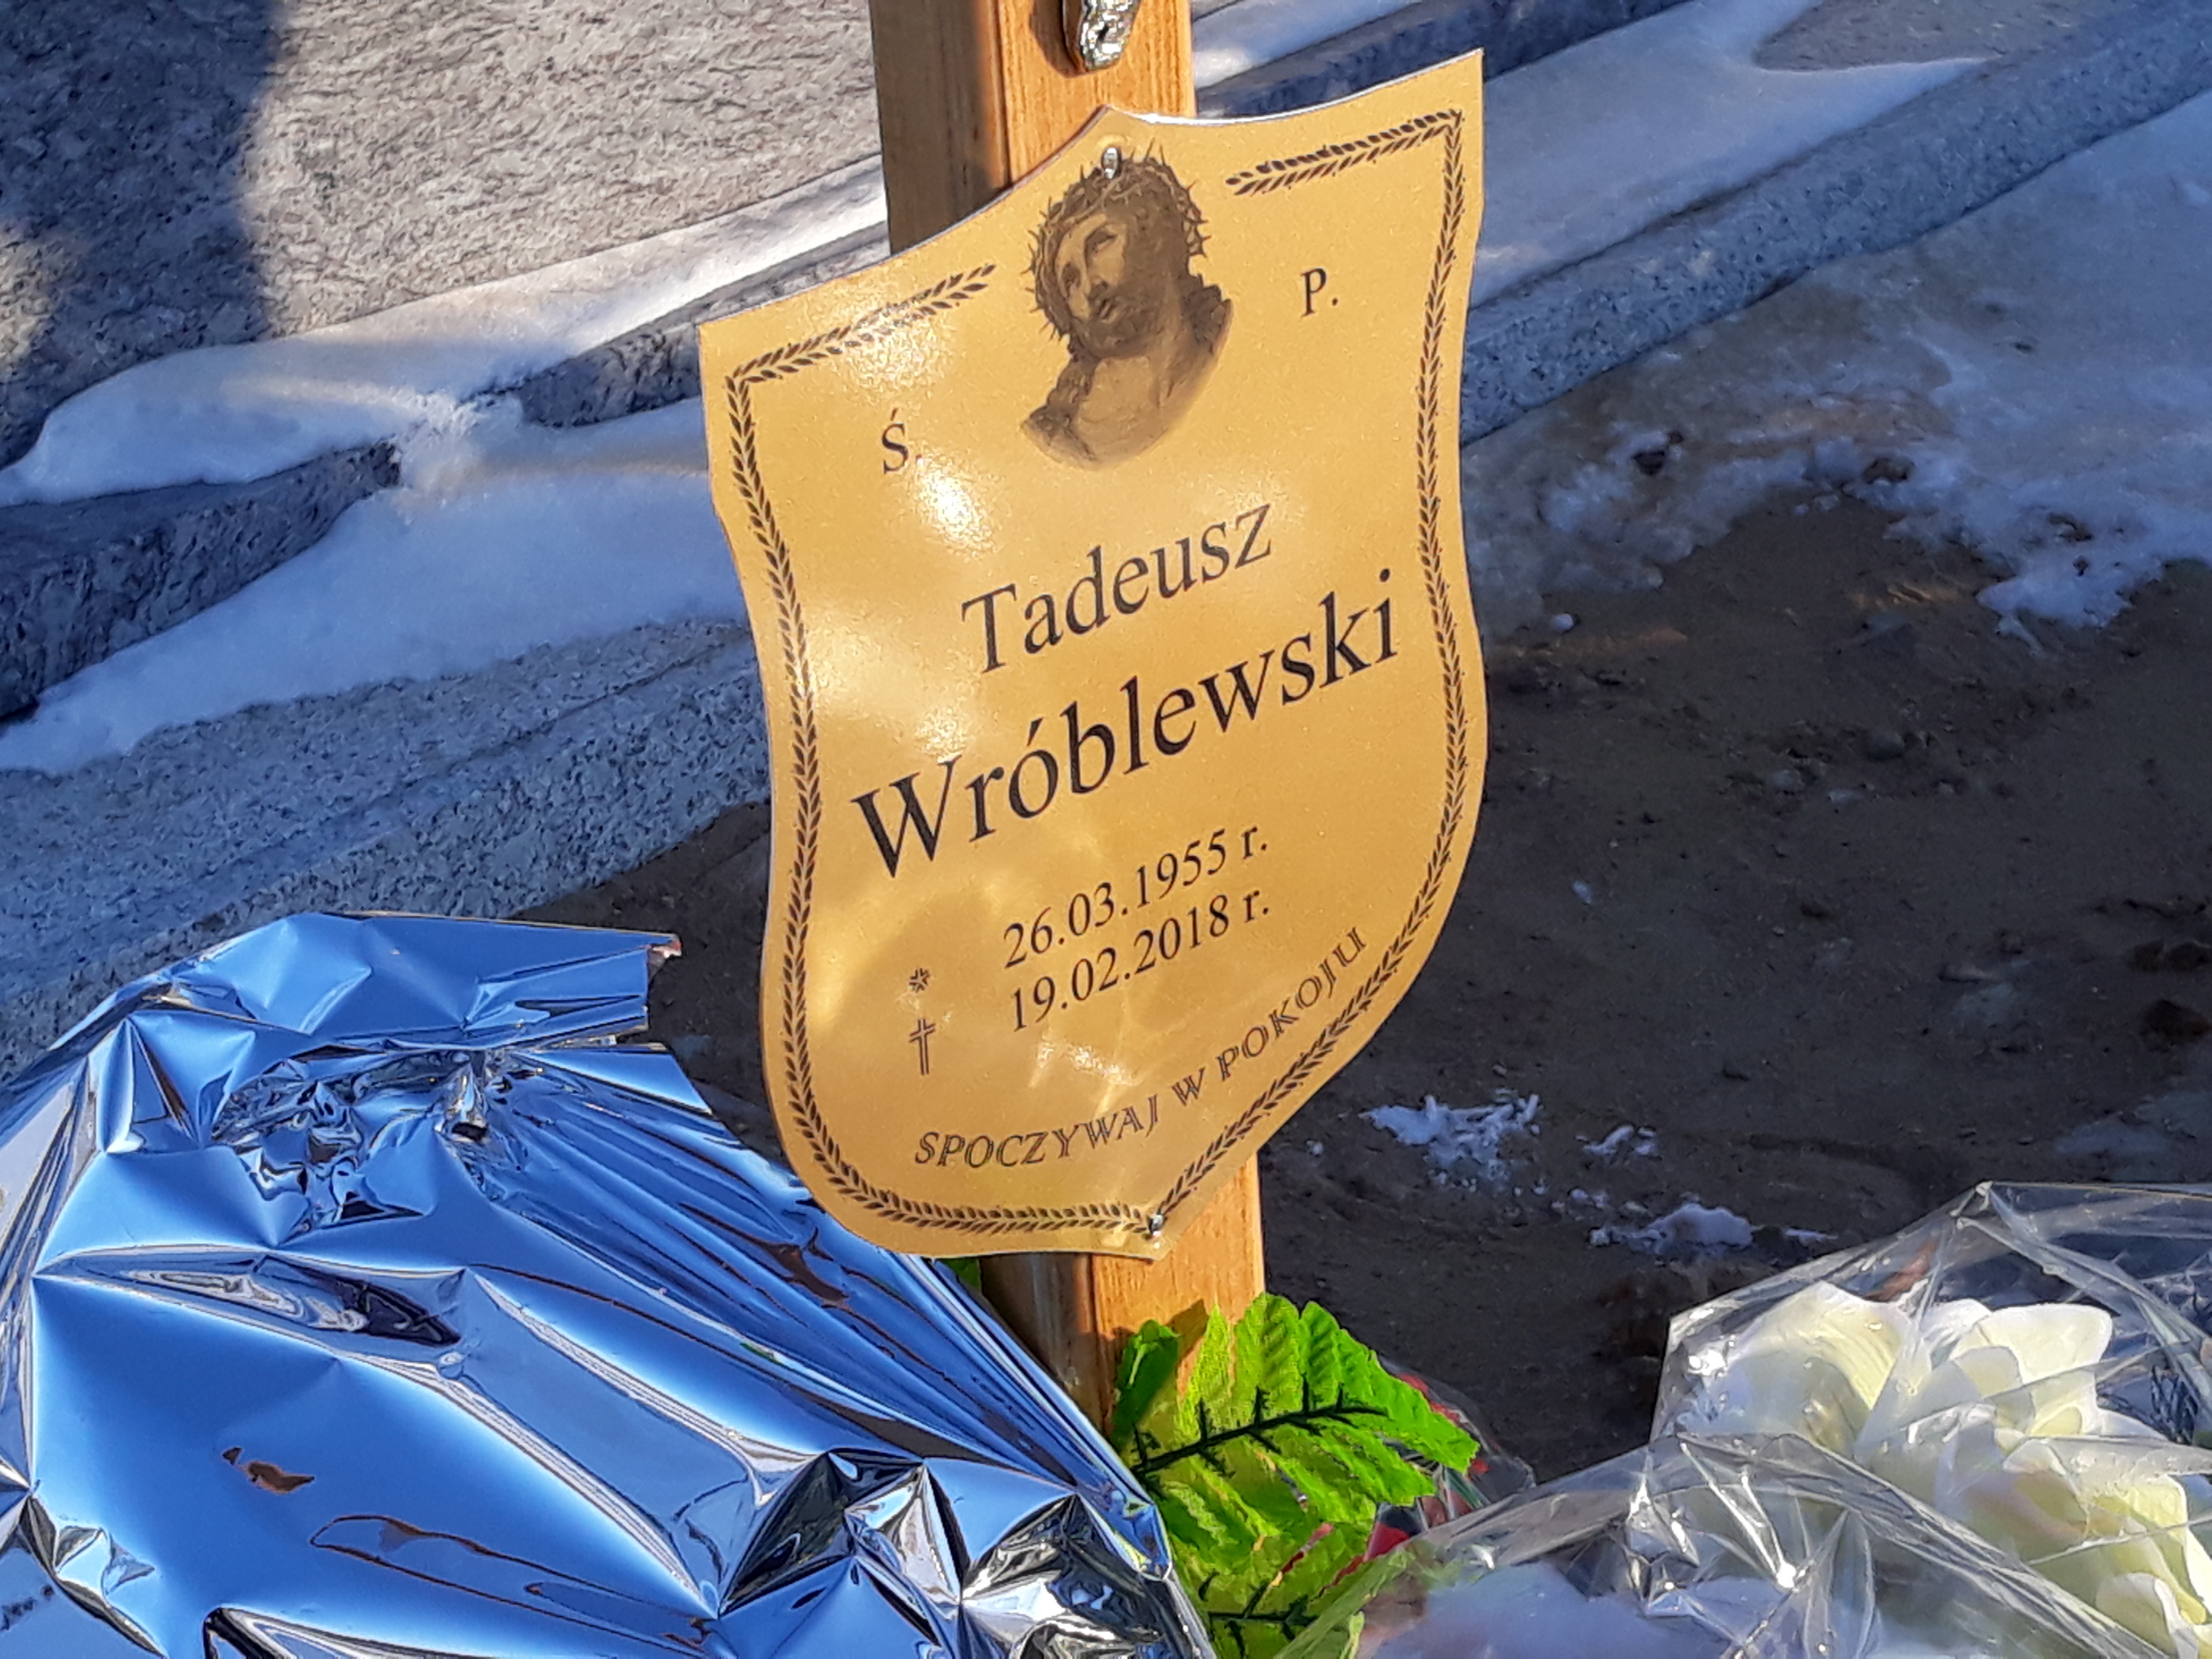 Ś. P.
Tadeusz
Wróblewski
* 26.03.1955 r.
† 19.02.2018 r.
SPOCZYWAJ W POKOJU